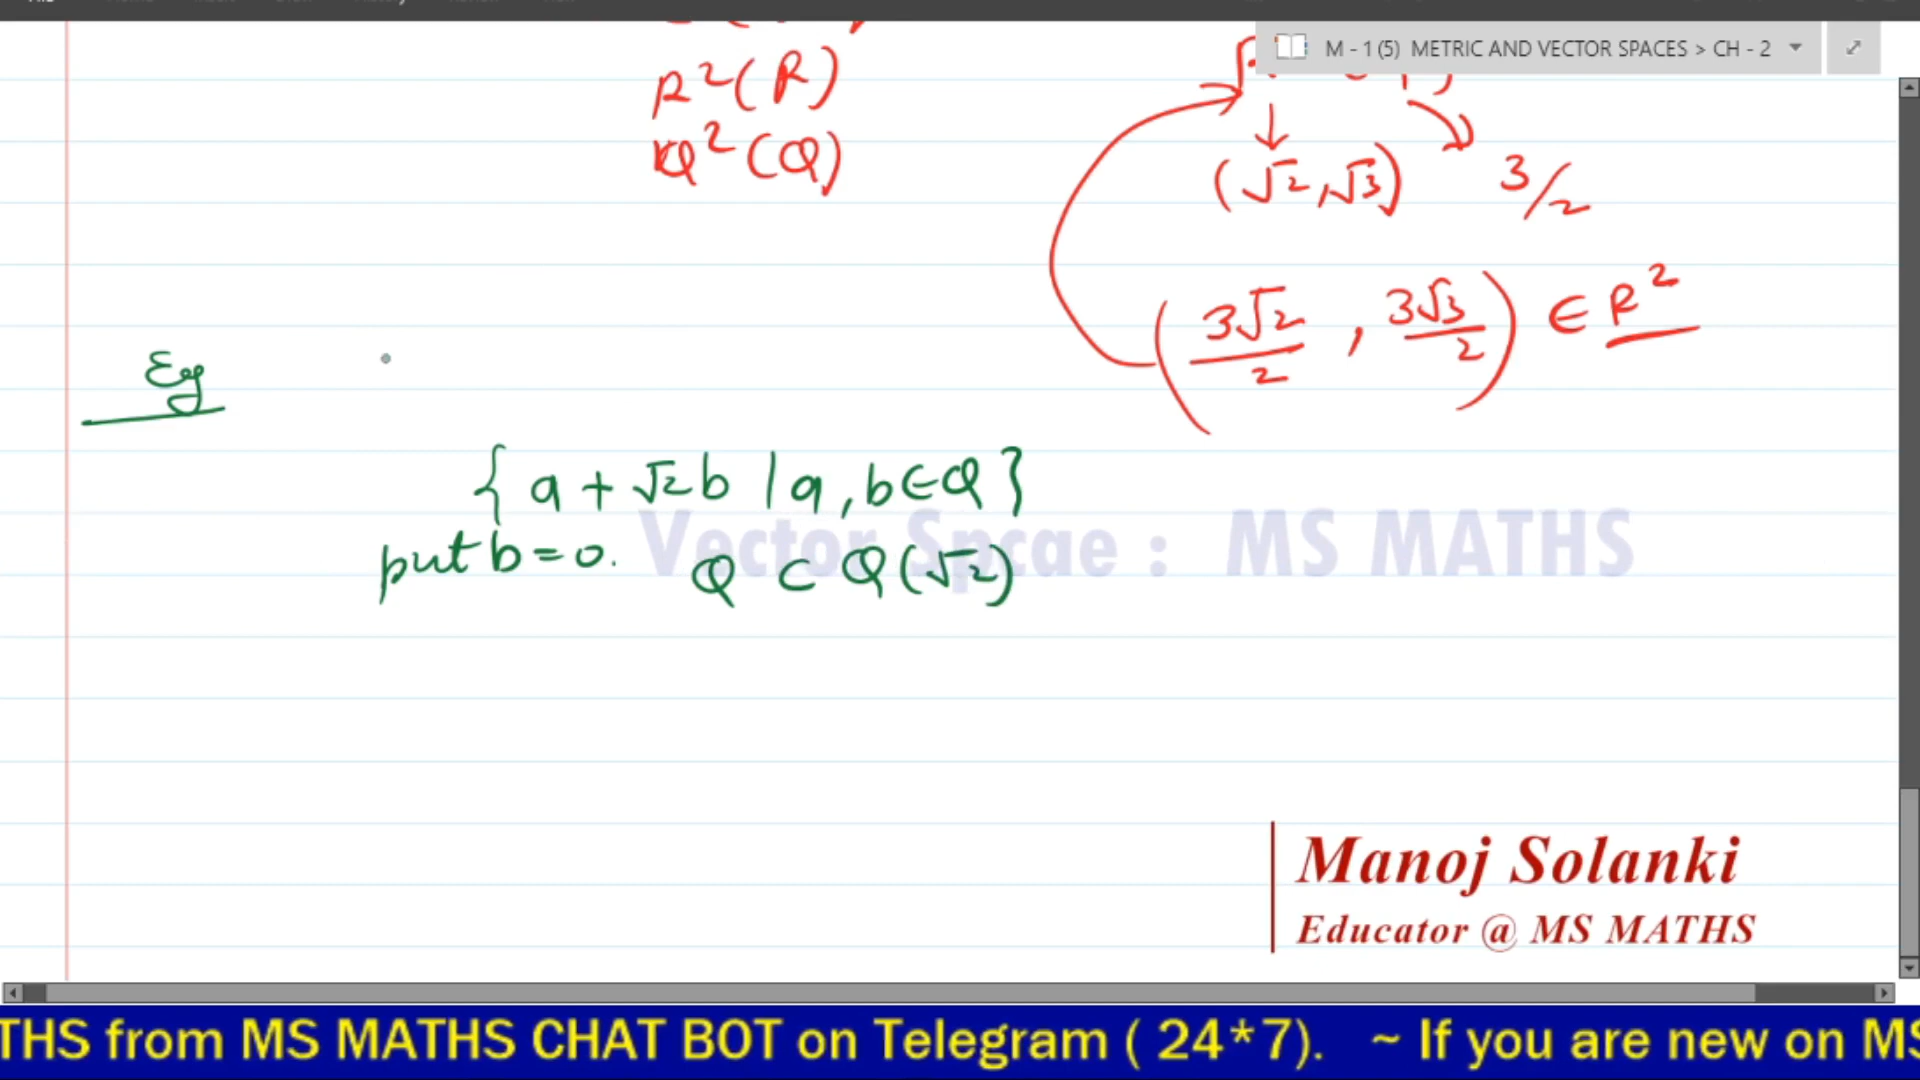 M - 1 (5) METRIC AND VECTOR SPACES > CH - 2
R²(R)
Q²(Q)
(√2,√3) 3/2
(3√2/2 , 3√3/2) ∈ R²
Eg
{ a + √2b | a, b∈Q }
put b = 0. Q ⊂ Q(√2)
Vector Spcae : MS MATHS
Manoj Solanki
Educator @ MS MATHS
THS from MS MATHS CHAT BOT on Telegram ( 24*7). ~ If you are new on MS